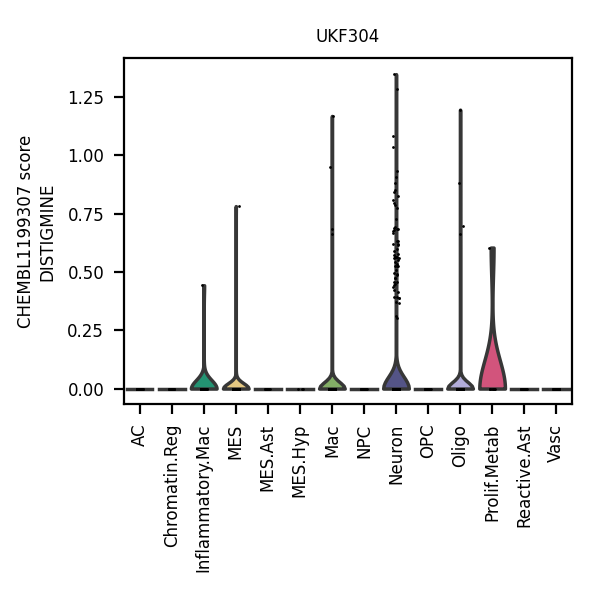 UKF304
CHEMBL1199307 score
DISTIGMINE
1.25
1.00
0.75
0.50
0.25
0.00
AC
Chromatin.Reg
Inflammatory.Mac
MES
MES.Ast
MES.Hyp
Mac
NPC
Neuron
OPC
Oligo
Prolif.Metab
Reactive.Ast
Vasc